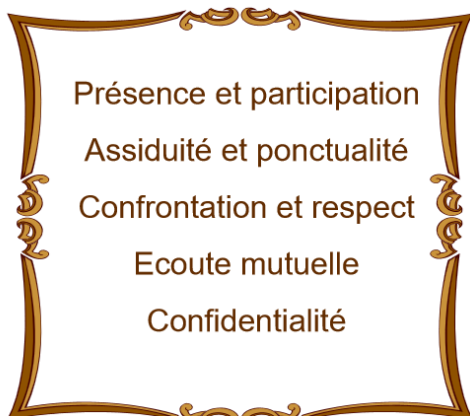 Présence et participation
Assiduité et ponctualité
Confrontation et respect
Ecoute mutuelle
Confidentialité